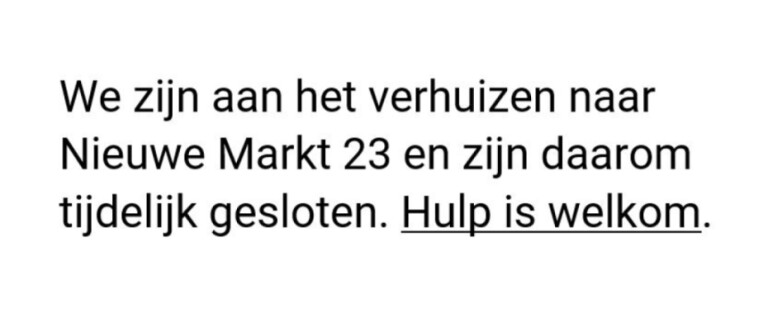 We zijn aan het verhuizen naar
Nieuwe Markt 23 en zijn daarom
tijdelijk gesloten. Hulp is welkom.